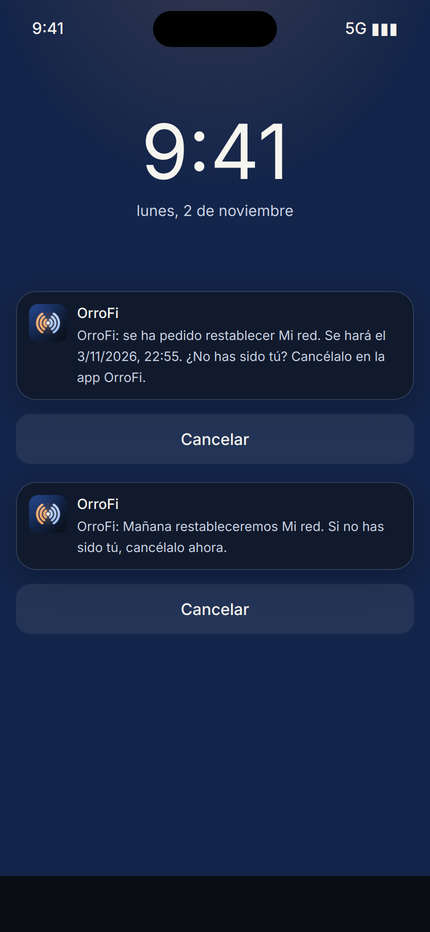 9:41
5G
9:41
lunes, 2 de noviembre
OrroFi
OrroFi: se ha pedido restablecer Mi red. Se hará el
3/11/2026, 22:55. ¿No has sido tú? Cancélalo en la
app OrroFi.
Cancelar
OrroFi
OrroFi: Mañana restableceremos Mi red. Si no has
sido tú, cancélalo ahora.
Cancelar